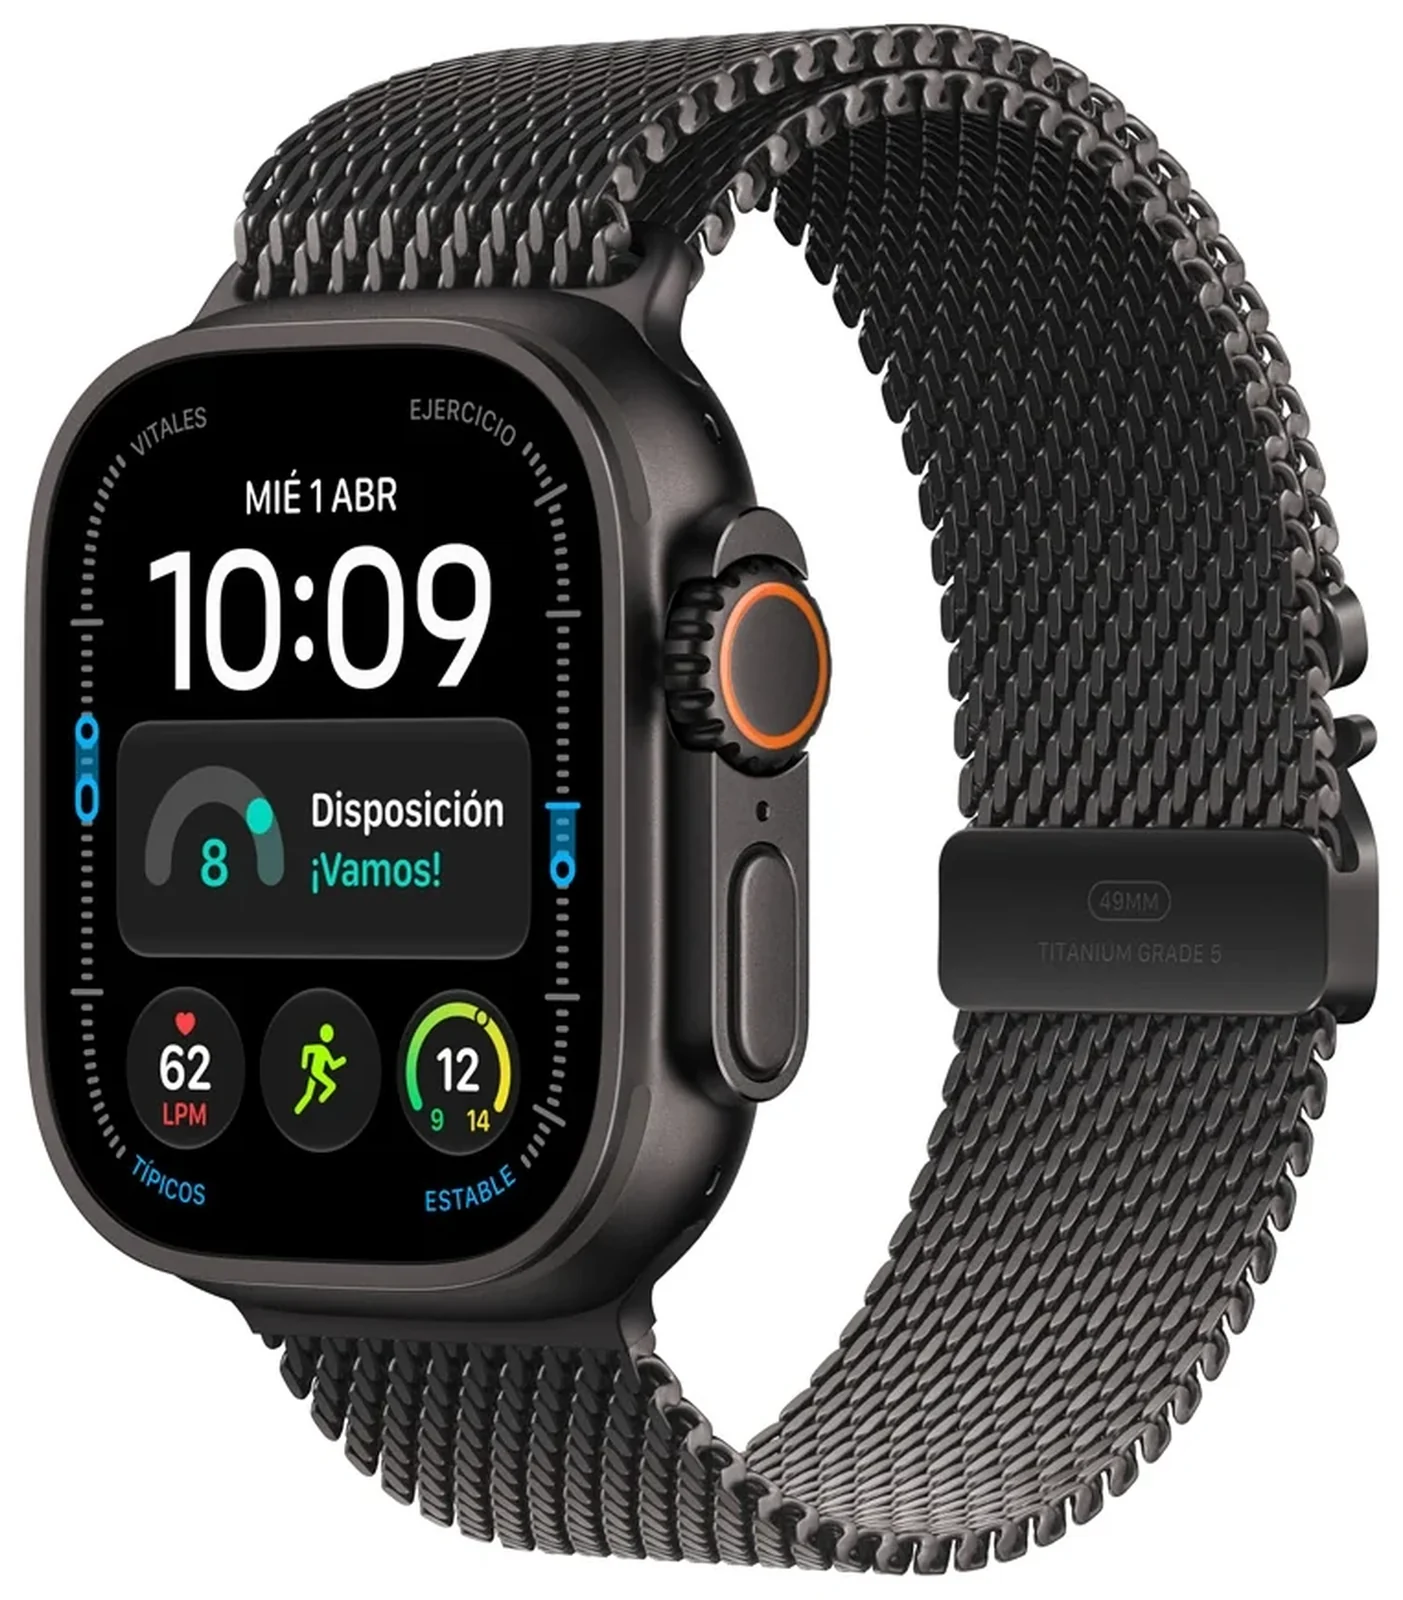 VITALES
EJERCICIO
MIÉ 1 ABR
10:09
8
Disposición
¡Vamos!
62
LPM
12
9 14
TÍPICOS
ESTABLE
49MM
TITANIUM GRADE 5